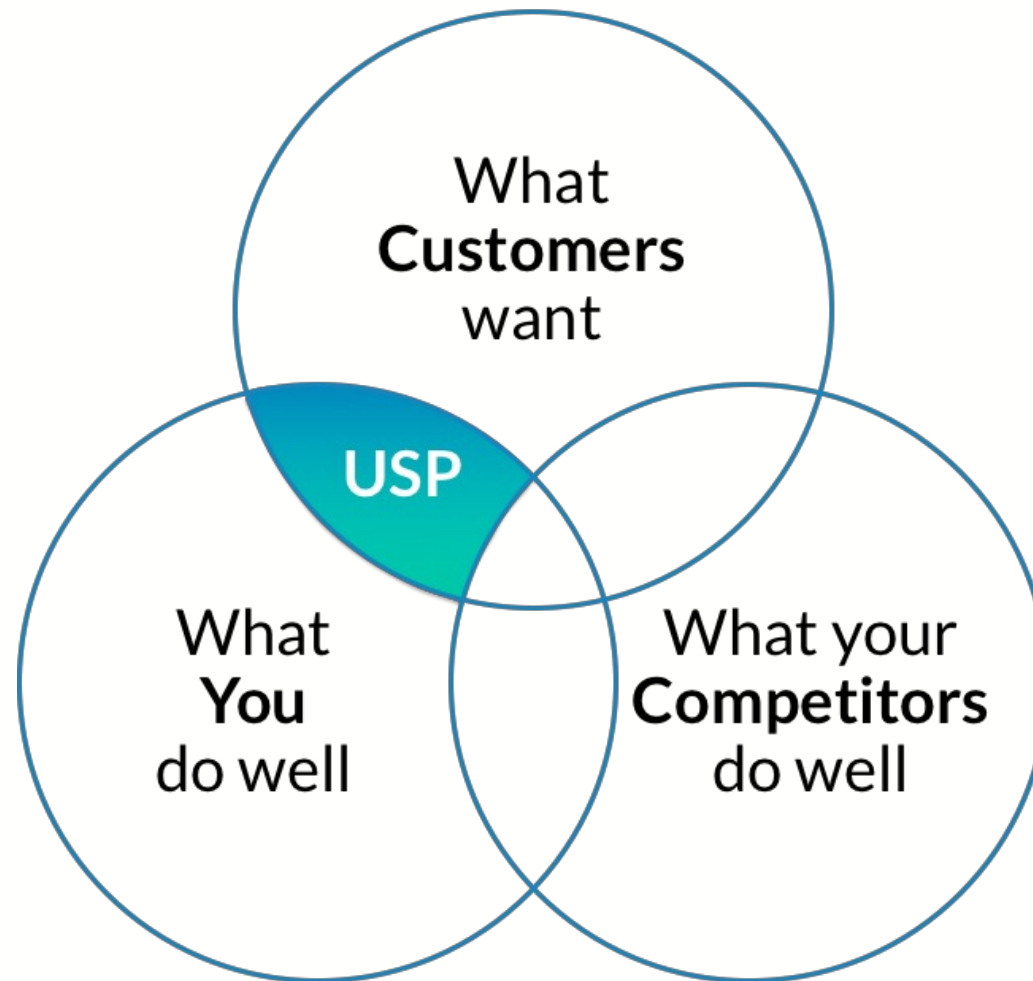 What
Customers
want
USP
What
You
do well
What your
Competitors
do well